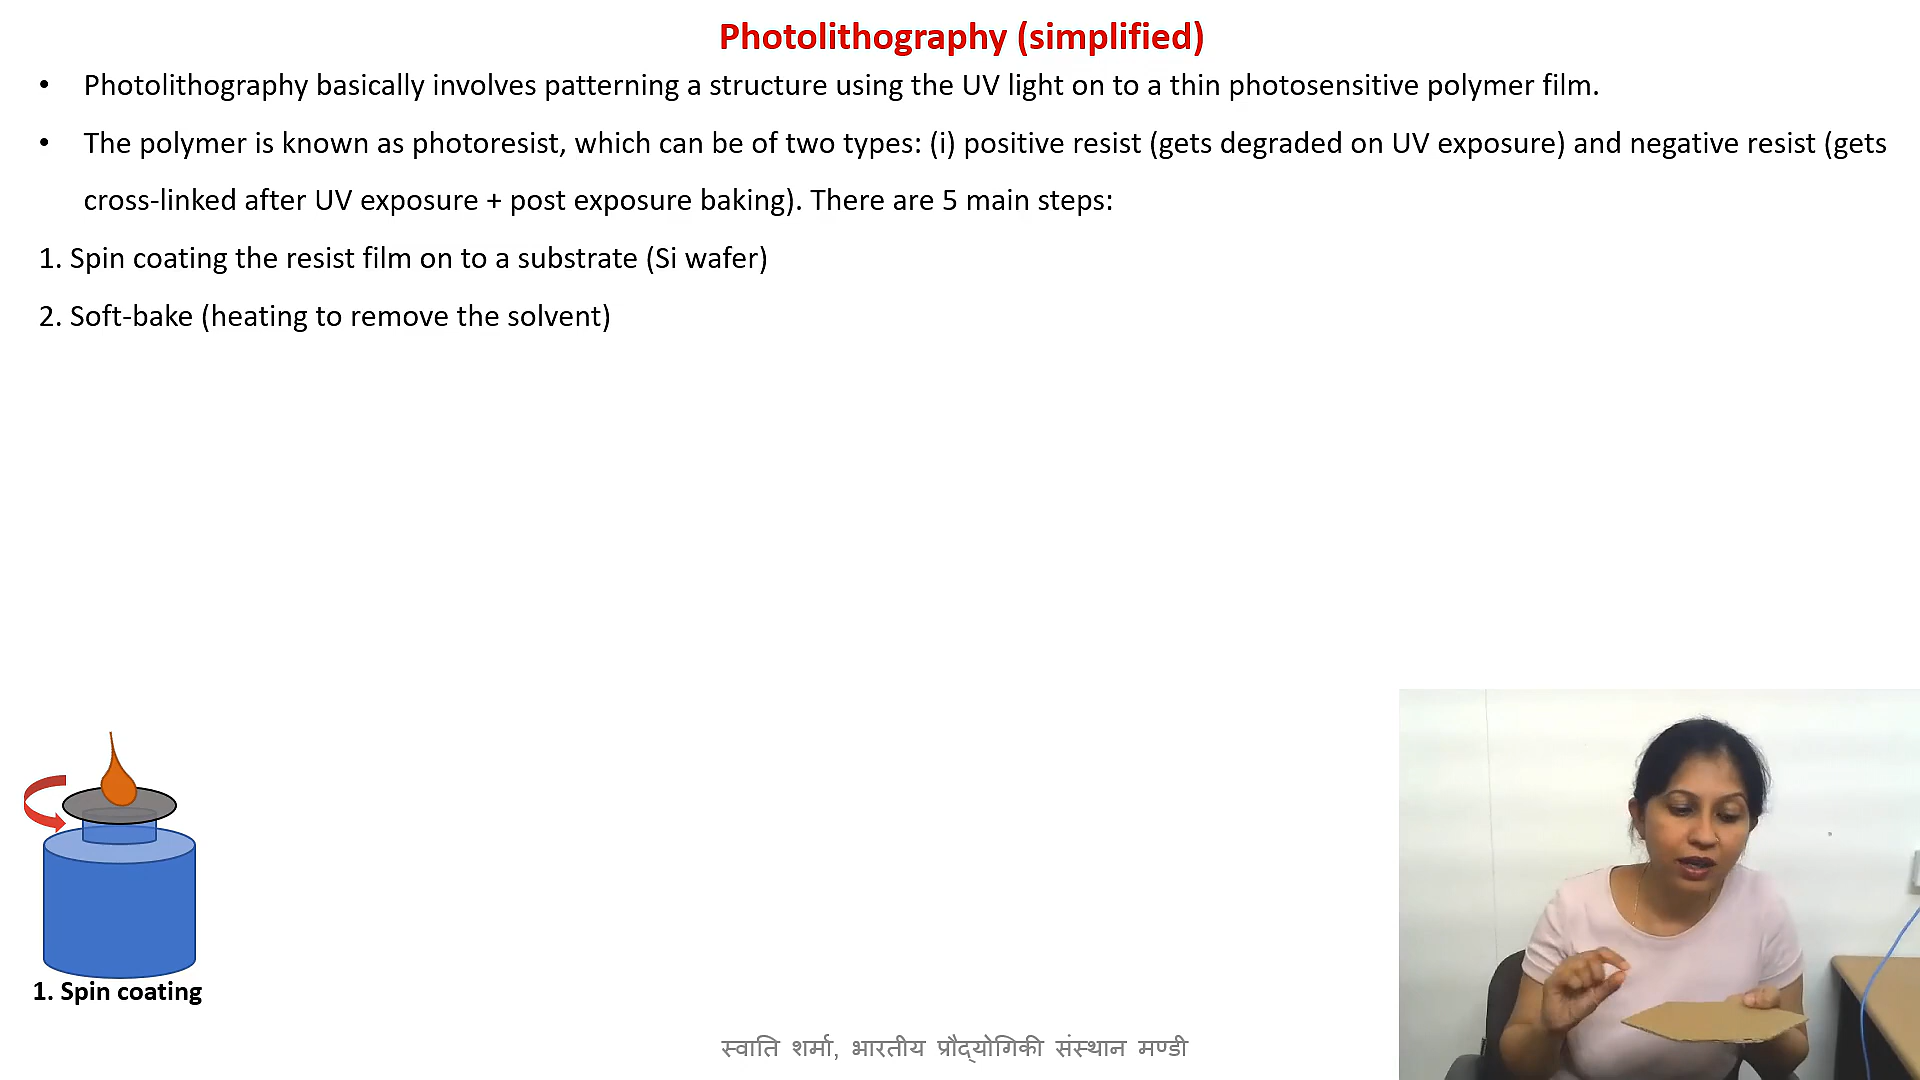 Photolithography (simplified)
• Photolithography basically involves patterning a structure using the UV light on to a thin photosensitive polymer film.
• The polymer is known as photoresist, which can be of two types: (i) positive resist (gets degraded on UV exposure) and negative resist (gets
cross-linked after UV exposure + post exposure baking). There are 5 main steps:
1. Spin coating the resist film on to a substrate (Si wafer)
2. Soft-bake (heating to remove the solvent)
1. Spin coating
स्वाति शर्मा, भारतीय प्रौद्योगिकी संस्थान मण्डी